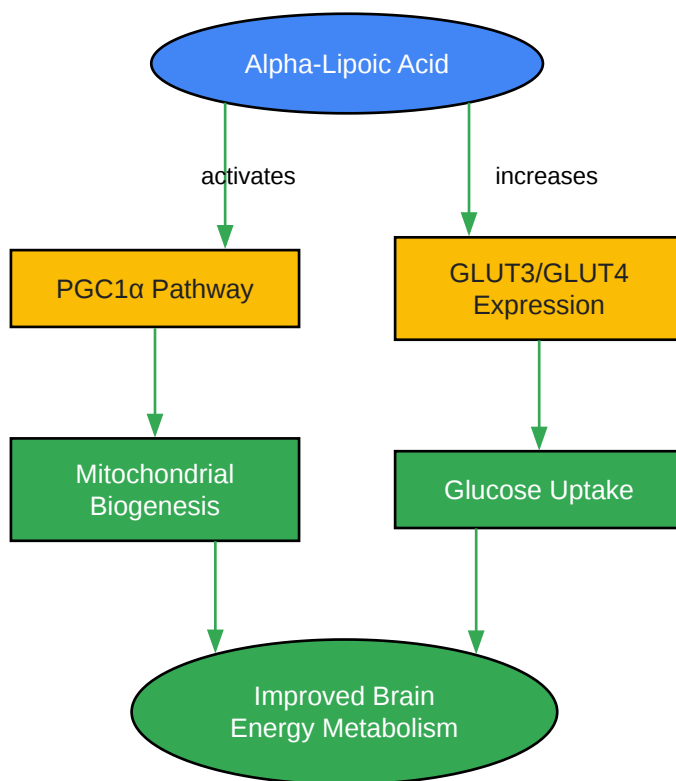 Alpha-Lipoic Acid
activates
increases
PGC1α Pathway
GLUT3/GLUT4
Expression
Mitochondrial
Biogenesis
Glucose Uptake
Improved Brain
Energy Metabolism